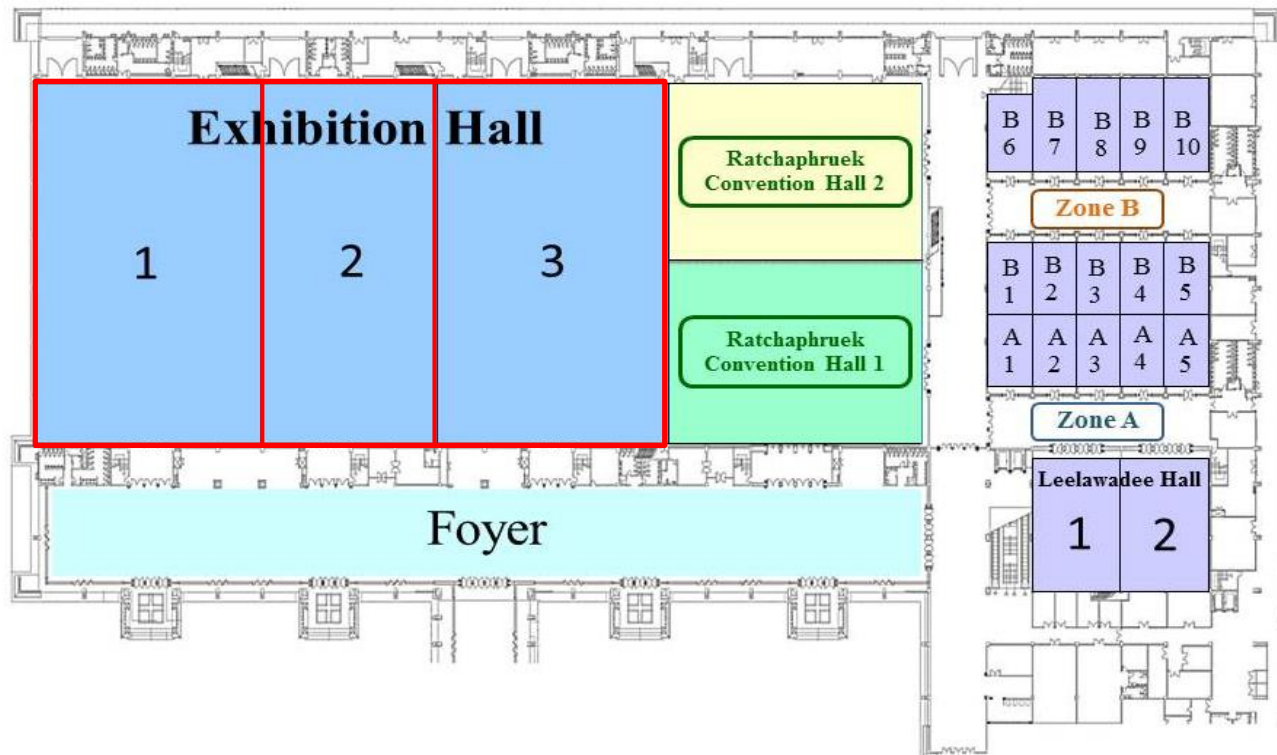 Exhibition Hall
1
2
3
Ratchaphruek
Convention Hall 2
Ratchaphruek
Convention Hall 1
Foyer
B
6
B
7
B
8
B
9
B
10
Zone B
B
1
B
2
B
3
B
4
B
5
A
1
A
2
A
3
A
4
A
5
Zone A
Leelawadee Hall
1
2